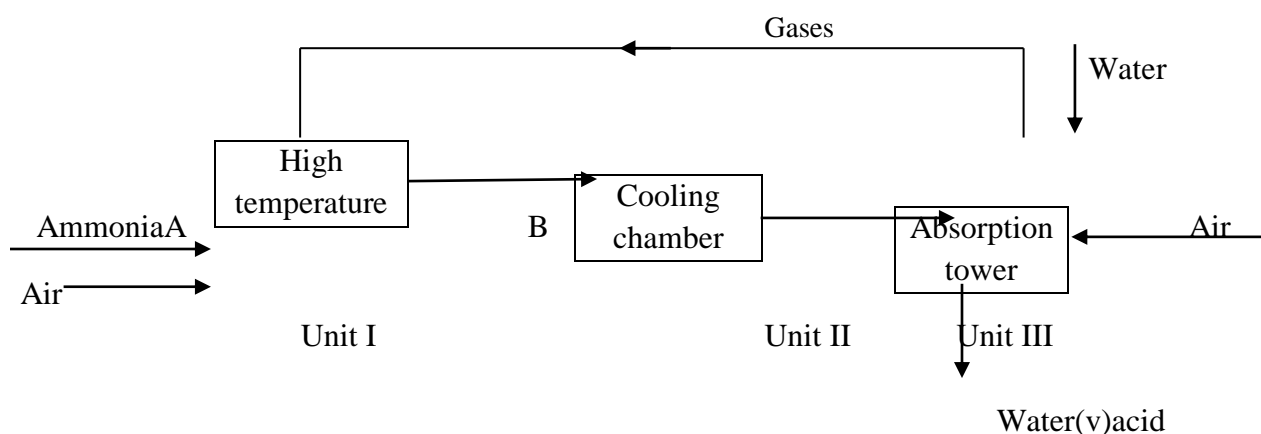 Gases
Water
High
temperature
Cooling
chamber
AmmoniaA
B
Absorption
tower
Air
Air
Unit I
Unit II
Unit III
Water(v)acid